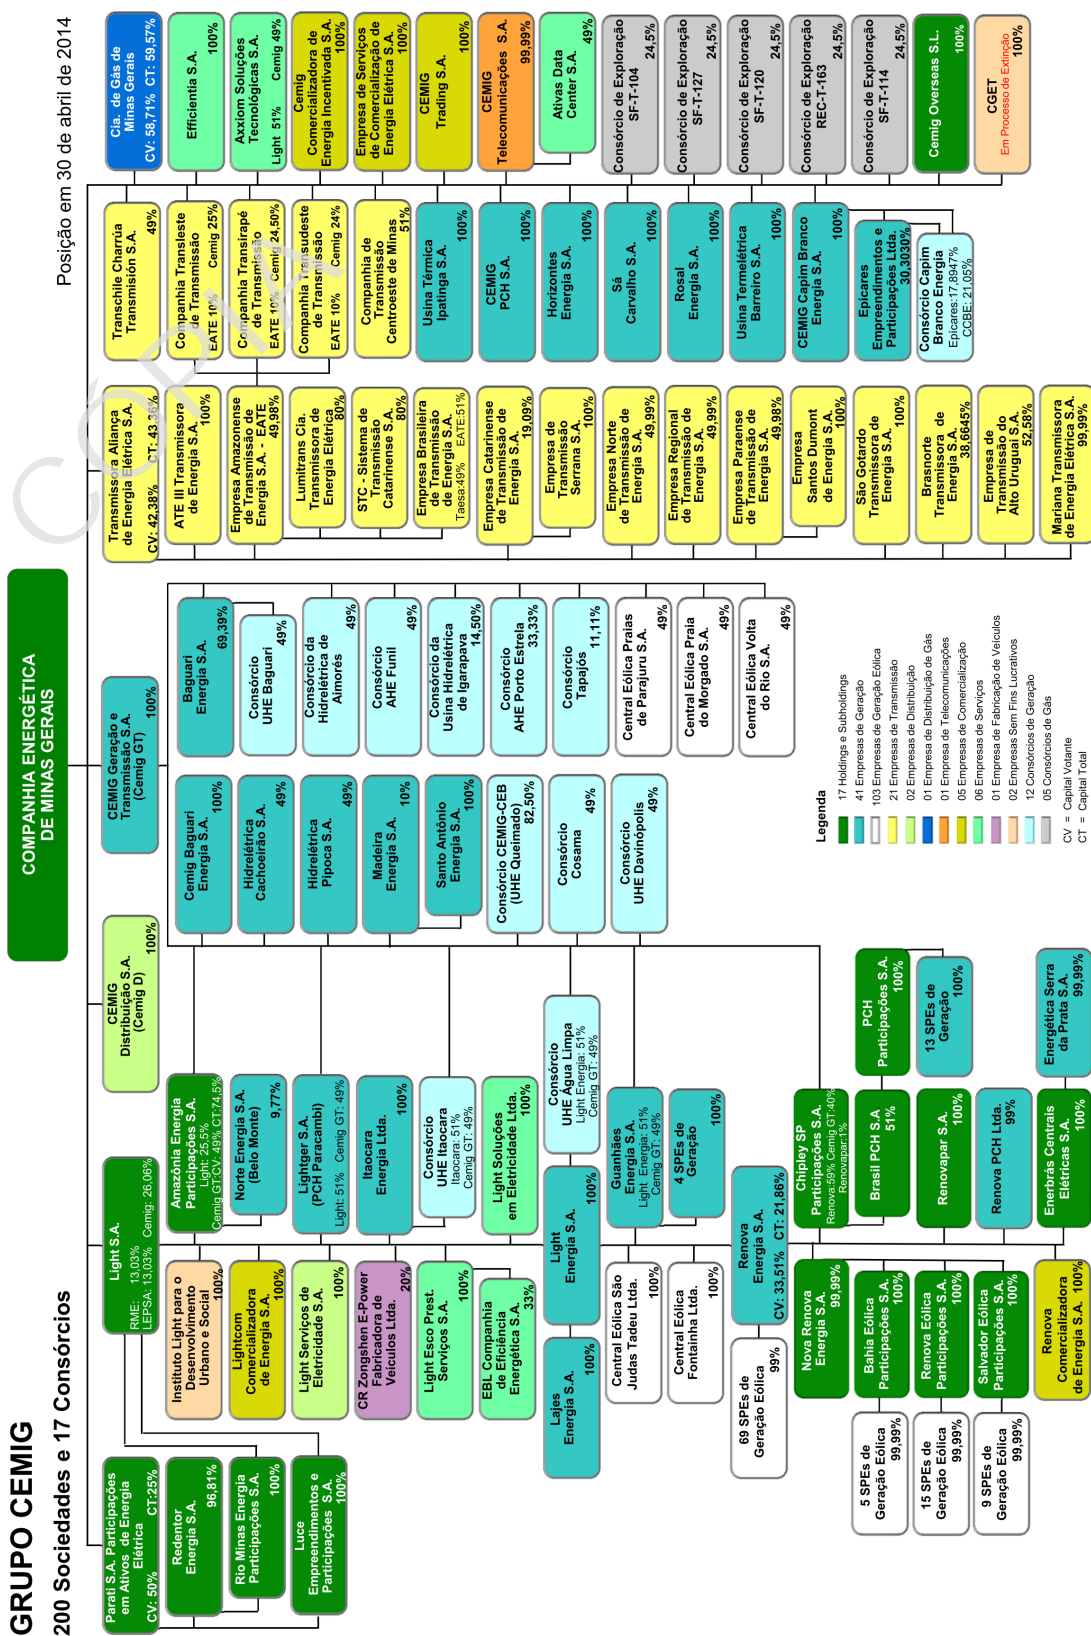 GRUPO CEMIG
200 Sociedades e 17 Consórcios
COMPANHIA ENERGÉTICA
DE MINAS GERAIS
Posição em 30 de abril de 2014
CÓPIA
Parati S.A. Participações
em Ativos de Energia
Elétrica
CV: 50% CT:25%
Redentor
Energia S.A.
96,81%
Rio Minas Energia
Participações S.A.
100%
Luce
Empreendimentos e
Participações S.A.
100%
Light S.A.
RME: 13,03%
LEPSA: 13,03% Cemig: 26,06%
Instituto Light para o
Desenvolvimento
Urbano e Social
100%
Lightcom
Comercializadora
de Energia S.A.
100%
Light Serviços de
Eletricidade S.A.
100%
CR Zongshen E-Power
Fabricadora de
Veículos Ltda.
20%
Light Esco Prest.
Serviços S.A.
100%
EBL Companhia
de Eficiência
Energética S.A.
33%
Lajes
Energia S.A.
100%
Light
Energia S.A.
100%
Central Eólica São
Judas Tadeu Ltda.
100%
Central Eólica
Fontainha Ltda.
100%
69 SPEs de
Geração Eólica
99%
Renova
Energia S.A.
CV: 33,51% CT: 21,86%
Nova Renova
Energia S.A.
99,99%
Bahia Eólica
Participações S.A.
100%
Renova Eólica
Participações S.A.
100%
Salvador Eólica
Participações S.A.
100%
Renova
Comercializadora
de Energia S.A.
100%
5 SPEs de
Geração Eólica
99,99%
15 SPEs de
Geração Eólica
99,99%
9 SPEs de
Geração Eólica
99,99%
Amazônia Energia
Participações S.A.
Light: 25,5%
Cemig GT:CV: 49% CT:74,5%
Norte Energia S.A.
(Belo Monte)
9,77%
Lightger S.A.
(PCH Paracambi)
Light: 51% Cemig GT: 49%
Itaocara
Energia Ltda.
100%
Consórcio
UHE Itaocara
Itaocara: 51%
Cemig GT: 49%
Light Soluções
em Eletricidade Ltda.
100%
Consórcio
UHE Água Limpa
Light Energia: 51%
Cemig GT: 49%
Guanhães
Energia S.A.
Light Energia: 51%
Cemig GT: 49%
4 SPEs de
Geração
100%
Chipley SP
Participações S.A.
Renova:59% Cemig GT:40%
Renovapar:1%
Brasil PCH S.A
51%
PCH
Participações S.A.
100%
13 SPEs de
Geração
100%
Renovapar S.A.
100%
Renova PCH Ltda.
99%
Enerbrás Centrais
Elétricas S.A.
100%
Energética Serra
da Prata S.A.
99,99%
CEMIG
Distribuição S.A.
(Cemig D)
100%
CEMIG Geração e
Transmissão S.A.
(Cemig GT)
100%
Cemig Baguari
Energia S.A.
100%
Hidrelétrica
Cachoeirão S.A.
49%
Hidrelétrica
Pipoca S.A.
49%
Madeira
Energia S.A.
10%
Santo Antônio
Energia S.A.
100%
Consórcio CEMIG-CEB
(UHE Queimado)
82,50%
Consórcio
Cosama
49%
Consórcio
UHE Davinópolis
49%
Baguari
Energia S.A.
69,39%
Consórcio
UHE Baguari
49%
Consórcio da
Hidrelétrica de
Aimorés
49%
Consórcio
AHE Funil
49%
Consórcio da
Usina Hidrelétrica
de Igarapava
14,50%
Consórcio
AHE Porto Estrela
33,33%
Consórcio
Tapajós
11,11%
Central Eólica Praias
de Parajuru S.A.
49%
Central Eólica Praia
do Morgado S.A.
49%
Central Eólica Volta
do Rio S.A.
49%
Transmissora Aliança
de Energia Elétrica S.A.
CV: 42,38% CT: 43,36%
ATE III Transmissora
de Energia S.A.
100%
Empresa Amazonense
de Transmissão de
Energia S.A. - EATE
49,98%
Lumitrans Cia.
Transmissora de
Energia Elétrica
80%
STC - Sistema de
Transmissão
Catarinense S.A.
80%
Empresa Brasileira
de Transmissão
de Energia S.A.
Taesa:49% EATE:51%
Empresa Catarinense
de Transmissão de
Energia S.A.
19,09%
Empresa de
Transmissão
Serrana S.A.
100%
Empresa Norte
de Transmissão de
Energia S.A.
49,99%
Empresa Regional
de Transmissão de
Energia S.A.
49,99%
Empresa Paraense
de Transmissão de
Energia S.A.
49,98%
Empresa
Santos Dumont
de Energia S.A.
100%
São Gotardo
Transmissora de
Energia S.A.
100%
Brasnorte
Transmissora de
Energia S.A.
38,6645%
Empresa de
Transmissão do
Alto Uruguai S.A.
52,58%
Mariana Transmissora
de Energia Elétrica S.A.
99,99%
Transchile Charrúa
Transmisión S.A.
49%
Companhia Transleste
de Transmissão
EATE 10% Cemig 25%
Companhia Transirapé
de Transmissão
EATE 10% Cemig 24,50%
Companhia Transudeste
de Transmissão
EATE 10% Cemig 24%
Companhia de
Transmissão
Centroeste de Minas
51%
Usina Térmica
Ipatinga S.A.
100%
CEMIG
PCH S.A.
100%
Horizontes
Energia S.A.
100%
Sá
Carvalho S.A.
100%
Rosal
Energia S.A.
100%
Usina Termelétrica
Barreiro S.A.
100%
CEMIG Capim Branco
Energia S.A.
100%
Epícares
Empreendimentos e
Participações Ltda.
30,3030%
Consórcio Capim
Branco Energia
Epícares:17,8947%
CCBE: 21,05%
Cia. de Gás de
Minas Gerais
CV: 58,71% CT: 59,57%
Efficientia S.A.
100%
Axxiom Soluções
Tecnológicas S.A.
Light 51% Cemig 49%
Cemig
Comercializadora de
Energia Incentivada S.A.
100%
Empresa de Serviços
de Comercialização de
Energia Elétrica S.A.
100%
CEMIG
Trading S.A.
100%
CEMIG
Telecomunicações S.A.
99,99%
Ativas Data
Center S.A.
49%
Consórcio de Exploração
SF-T-104
24,5%
Consórcio de Exploração
SF-T-127
24,5%
Consórcio de Exploração
SF-T-120
24,5%
Consórcio de Exploração
REC-T-163
24,5%
Consórcio de Exploração
SF-T-114
24,5%
Cemig Overseas S.L.
100%
CGET
Em Processo de Extinção
100%
Legenda
17 Holdings e Subholdings
41 Empresas de Geração
103 Empresas de Geração Eólica
21 Empresas de Transmissão
02 Empresas de Distribuição
01 Empresa de Distribuição de Gás
01 Empresa de Telecomunicações
05 Empresas de Comercialização
06 Empresas de Serviços
01 Empresa de Fabricação de Veículos
02 Empresas Sem Fins Lucrativos
12 Consórcios de Geração
05 Consórcios de Gás
CV = Capital Votante
CT = Capital Total